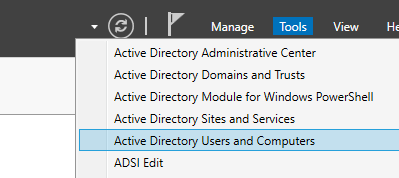 Manage Tools View He
Active Directory Administrative Center
Active Directory Domains and Trusts
Active Directory Module for Windows PowerShell
Active Directory Sites and Services
Active Directory Users and Computers
ADSI Edit